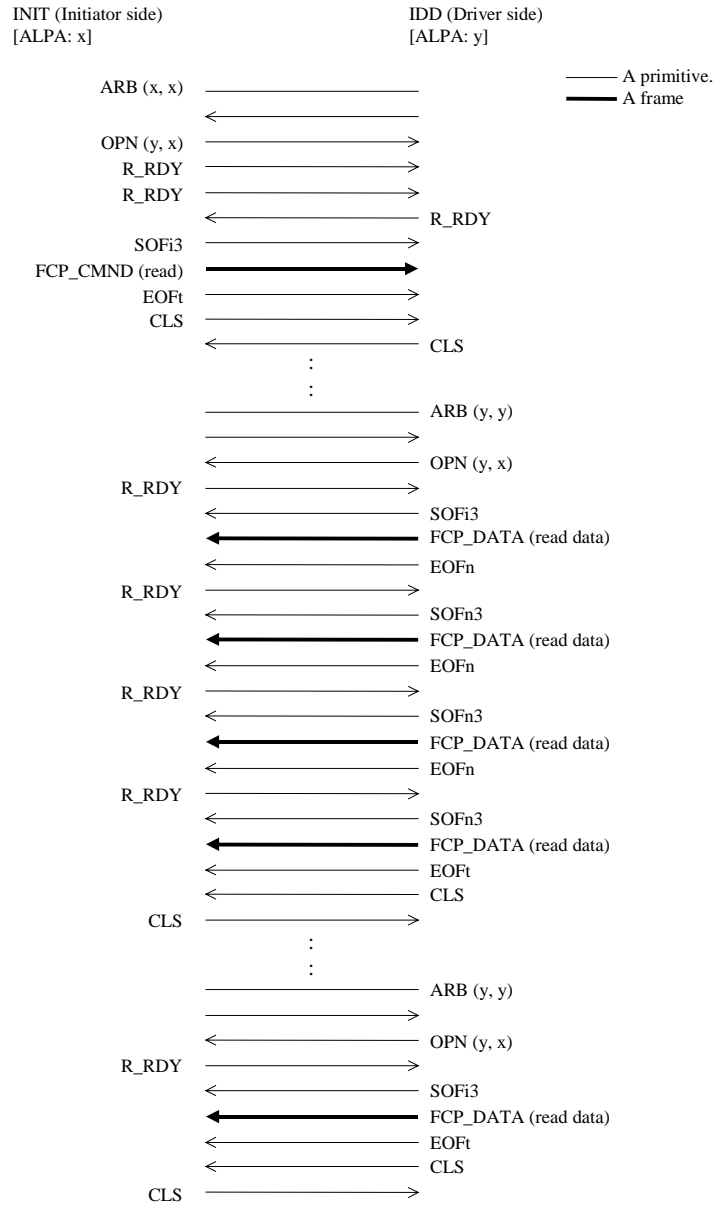 INIT (Initiator side) IDD (Driver side)
[ALPA: x] [ALPA: y]
A primitive.
ARB (x, x) A frame
OPN (y, x)
R_RDY
R_RDY
R_RDY
SOFi3
FCP_CMND (read)
EOFt
CLS
CLS
:
:
ARB (y, y)
OPN (y, x)
R_RDY
SOFi3
FCP_DATA (read data)
EOFn
R_RDY
SOFn3
FCP_DATA (read data)
EOFn
R_RDY
SOFn3
FCP_DATA (read data)
EOFn
R_RDY
SOFn3
FCP_DATA (read data)
EOFt
CLS
CLS
:
:
ARB (y, y)
OPN (y, x)
R_RDY
SOFi3
FCP_DATA (read data)
EOFt
CLS
CLS